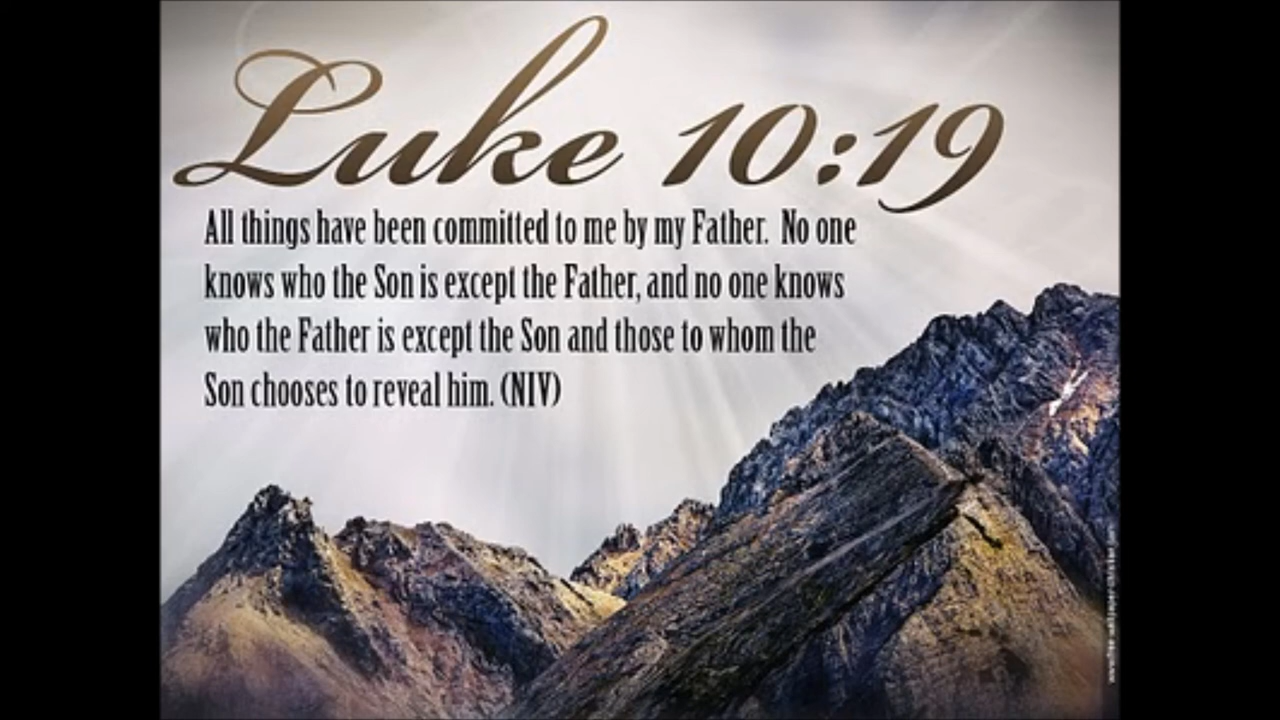 Luke 10:19
All things have been committed to me by my Father. No one
knows who the Son is except the Father, and no one knows
who the Father is except the Son and those to whom the
Son chooses to reveal him. (NIV)